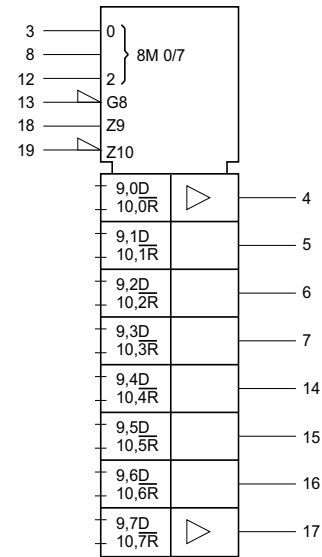 3 0
8 8M 0/7
12 2
13 G8
18 Z9
19 Z10
9,0D
10,0R 4
9,1D
10,1R 5
9,2D
10,2R 6
9,3D
10,3R 7
9,4D
10,4R 14
9,5D
10,5R 15
9,6D
10,6R 16
9,7D
10,7R 17